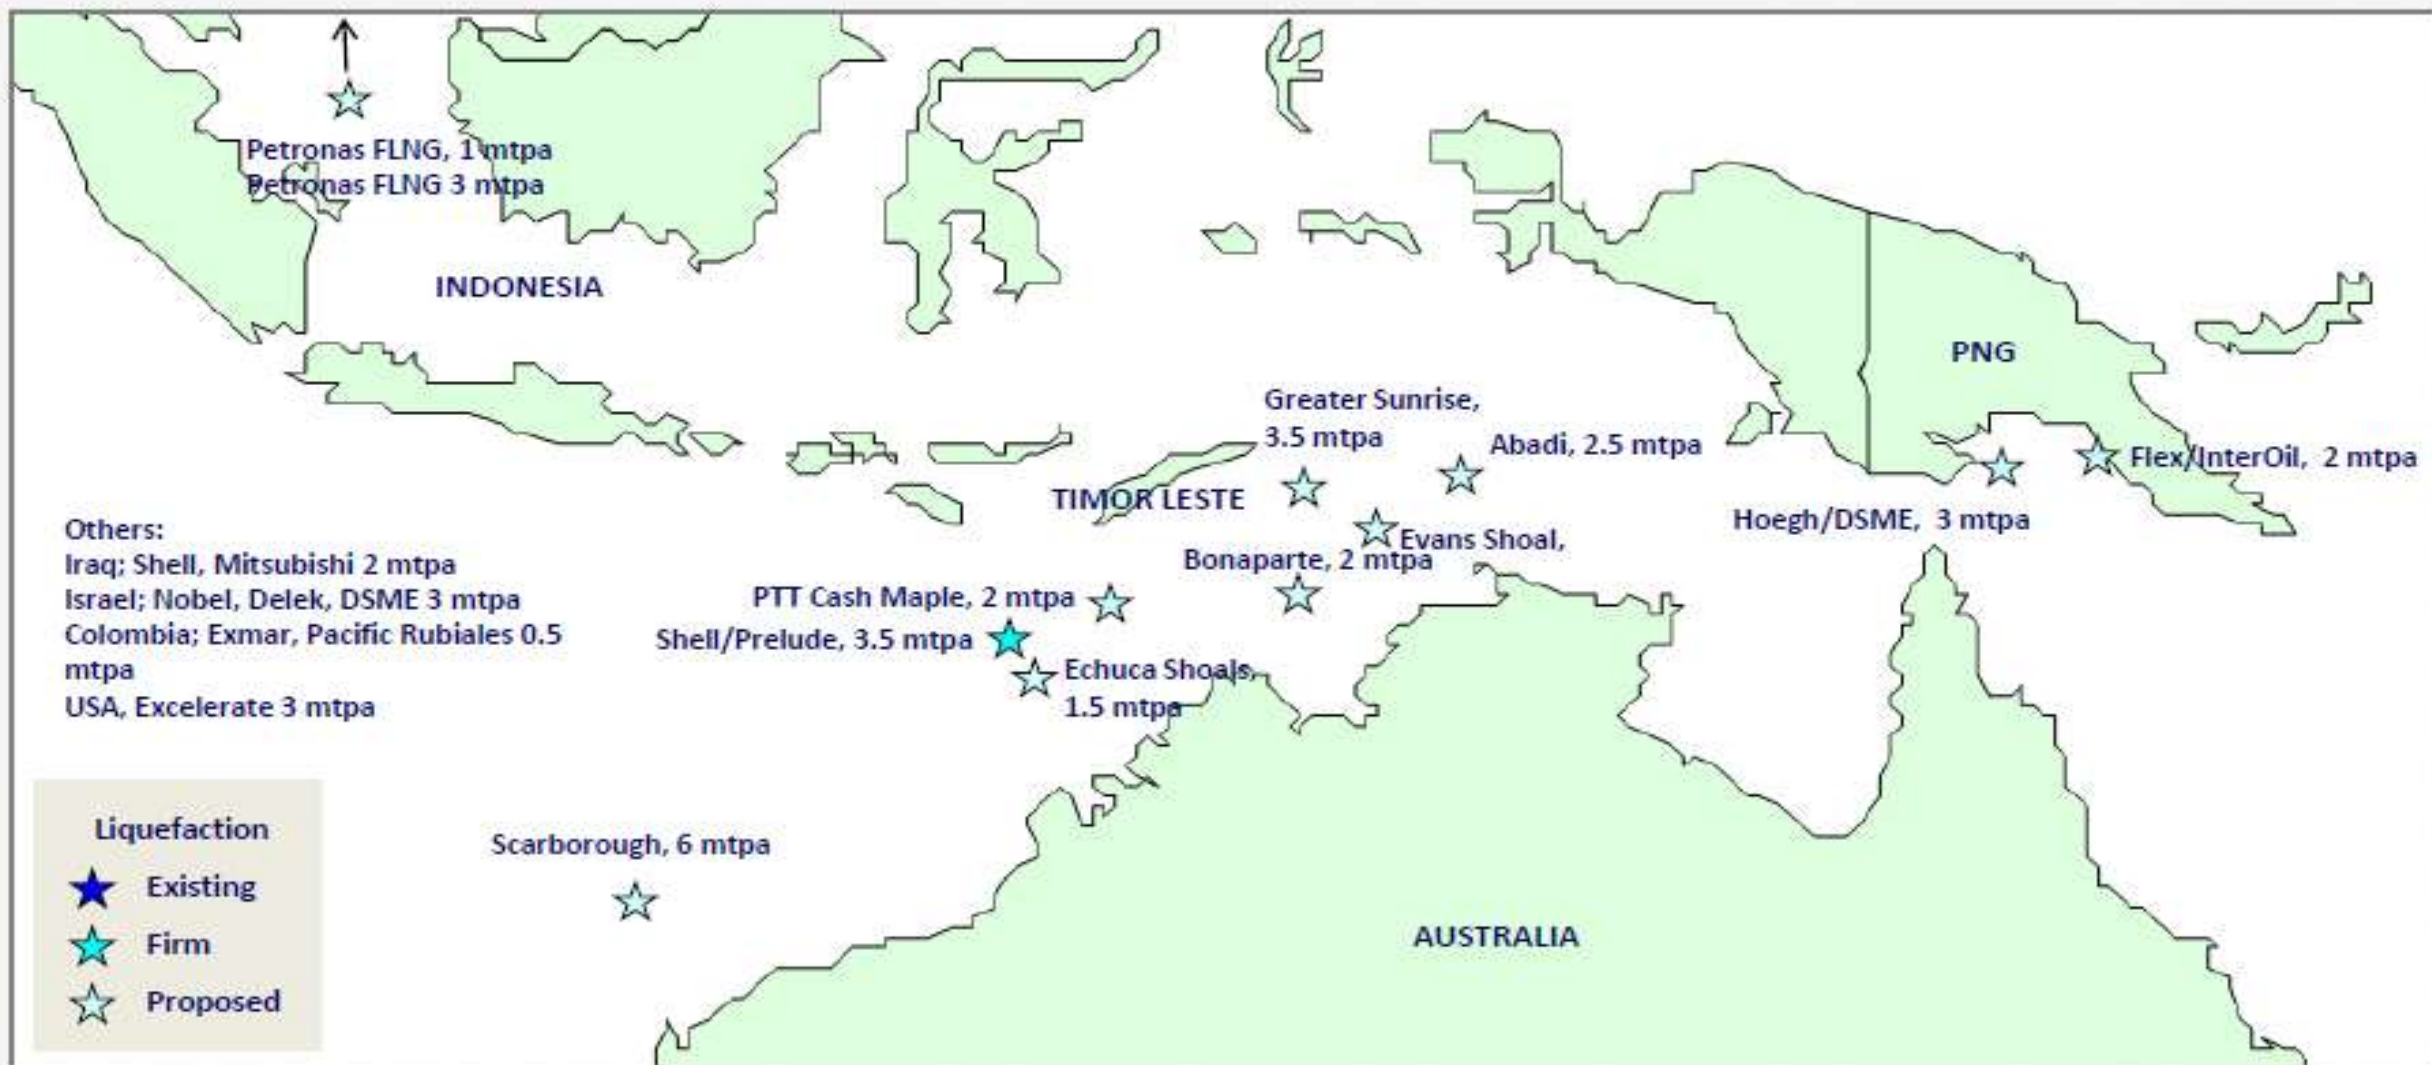 Petronas FLNG, 1 mtpa
Petronas FLNG 3 mtpa
INDONESIA
PNG
Greater Sunrise,
3.5 mtpa
Abadi, 2.5 mtpa
Flex/InterOil, 2 mtpa
TIMOR LESTE
Hoegh/DSME, 3 mtpa
Evans Shoal,
Bonaparte, 2 mtpa
PTT Cash Maple, 2 mtpa
Shell/Prelude, 3.5 mtpa
Echuca Shoals,
1.5 mtpa
Others:
Iraq; Shell, Mitsubishi 2 mtpa
Israel; Nobel, Delek, DSME 3 mtpa
Colombia; Exmar, Pacific Rubiales 0.5
mtpa
USA, Excelerate 3 mtpa
Scarborough, 6 mtpa
AUSTRALIA
Liquefaction
Existing
Firm
Proposed